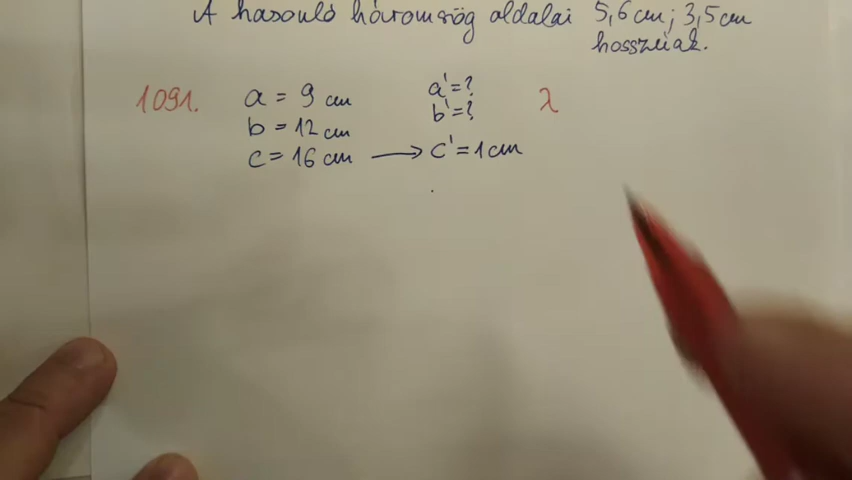 A hasonló háromszög oldalai 5,6 cm; 3,5 cm
hosszúak.
1091. a = 9 cm a' = ? λ
b = 12 cm b' = ?
c = 16 cm → c' = 1 cm